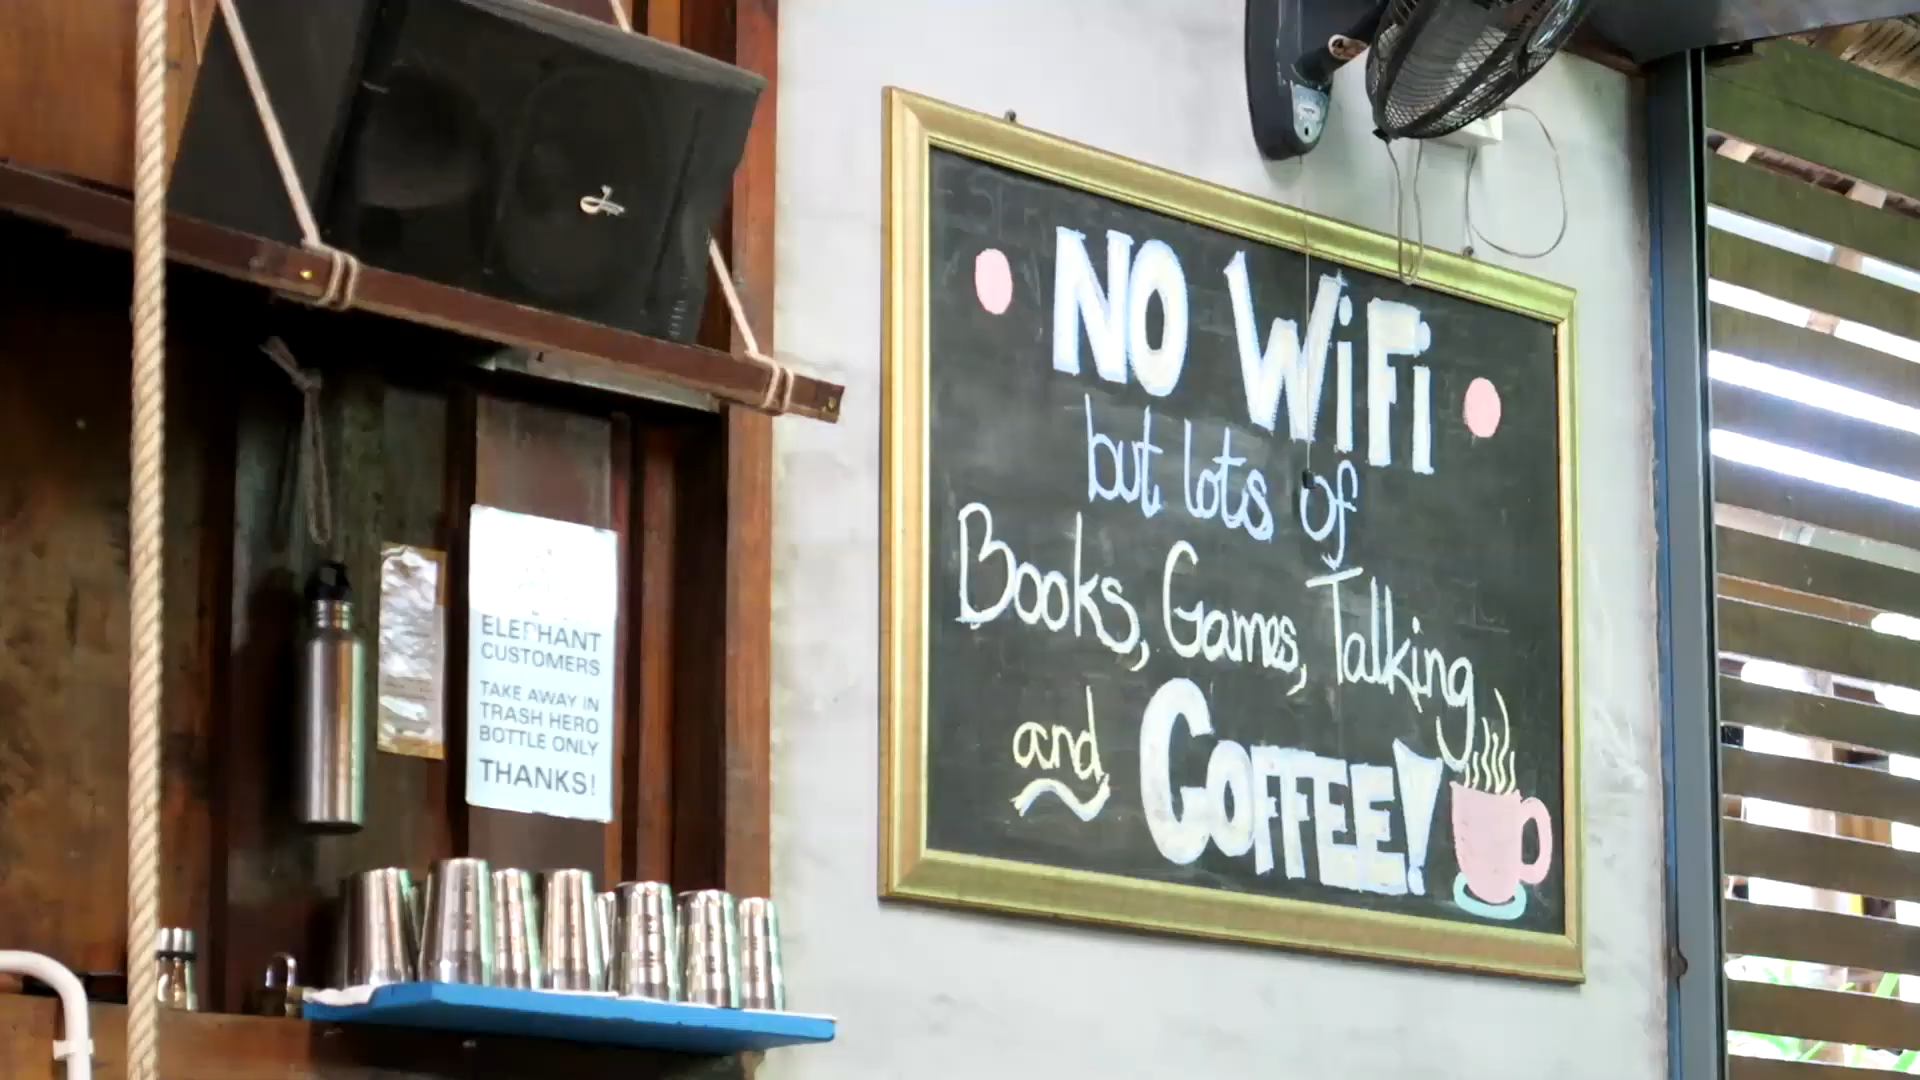 ELEPHANT
CUSTOMERS
TAKE AWAY IN
TRASH HERO
BOTTLE ONLY
THANKS!
NO WiFi
but lots of
Books, Games, Talking
and COFFEE!